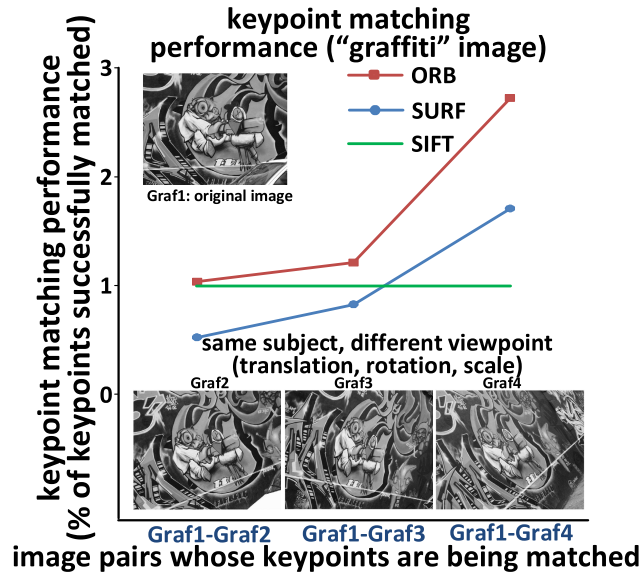 keypoint matching
performance (“graffiti” image)
keypoint matching performance
(% of keypoints successfully matched)
3
2
1
0
ORB
SURF
SIFT
Graf1: original image
same subject, different viewpoint
(translation, rotation, scale)
Graf2
Graf3
Graf4
Graf1-Graf2
Graf1-Graf3
Graf1-Graf4
image pairs whose keypoints are being matched